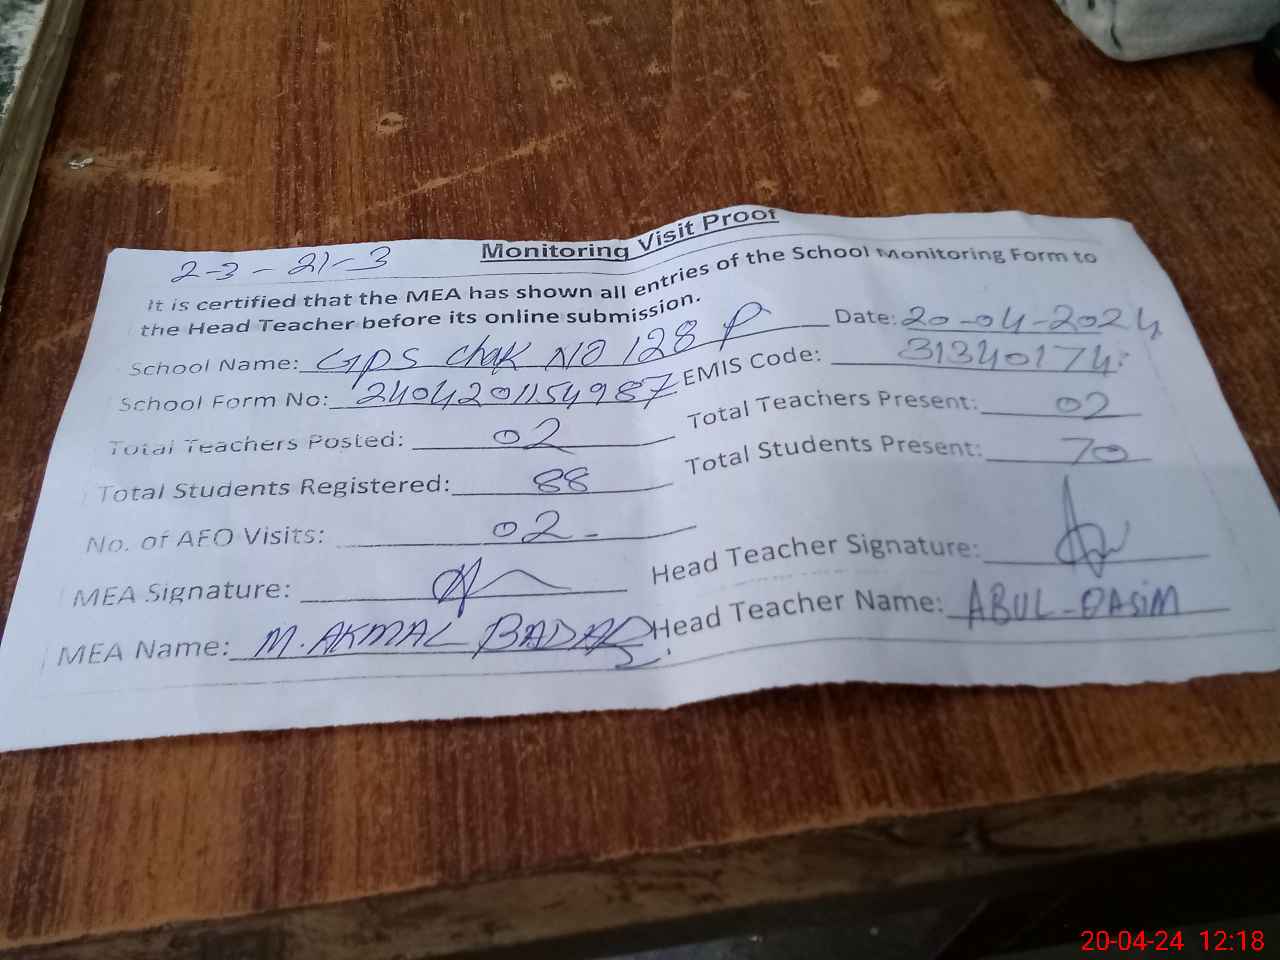 Monitoring Visit Proof
2-3-21-3
It is certified that the MEA has shown all entries of the School Monitoring Form to
the Head Teacher before its online submission.
School Name: GPS Chak NO 128 P Date: 20-04-2024
School Form No: 2404201154987 EMIS Code: 31340174
Total Teachers Posted: 02 Total Teachers Present: 02
Total Students Registered: 88 Total Students Present: 70
No. of AEO Visits: 02
MEA Signature: Head Teacher Signature:
MEA Name: M. AKMAL BADAR Head Teacher Name: ABUL-QASIM
20-04-24 12:18